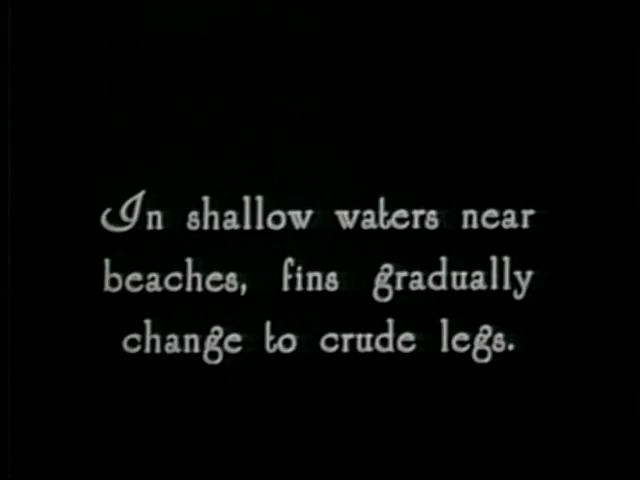 In shallow waters near
beaches, fins gradually
change to crude legs.